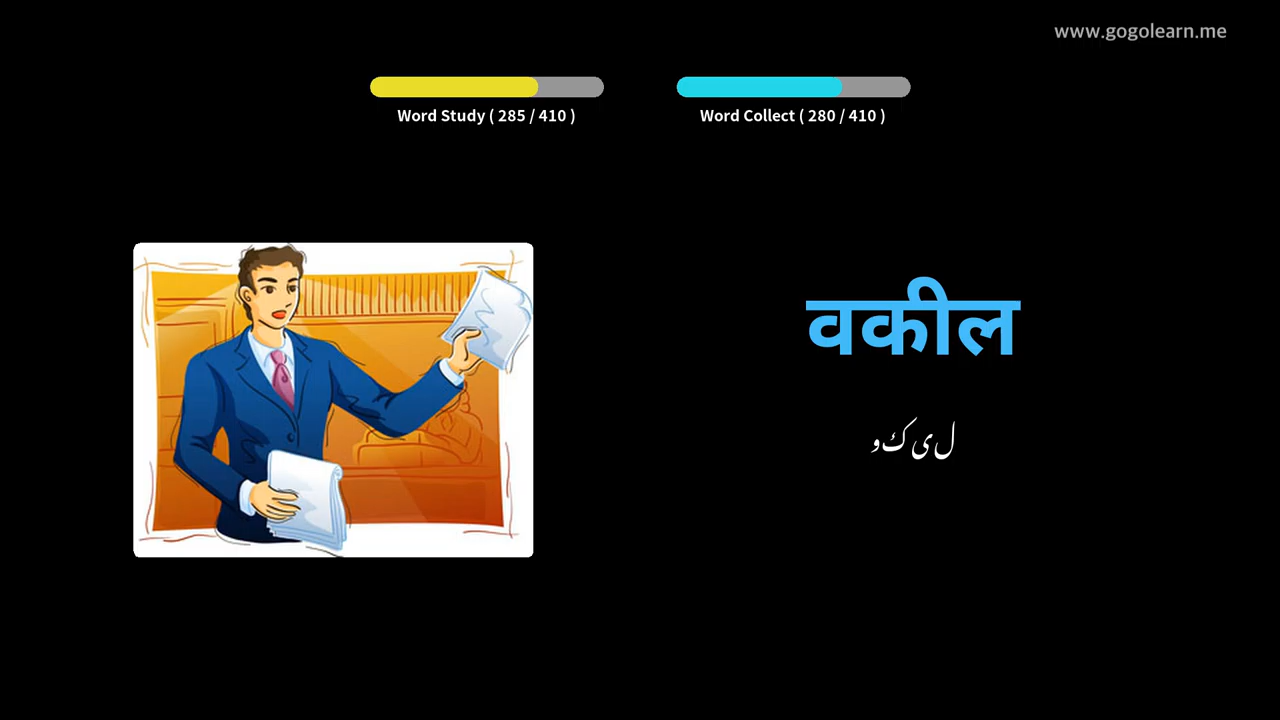 www.gogolearn.me
Word Study ( 285 / 410 )
Word Collect ( 280 / 410 )
वकील
ل ی ک و